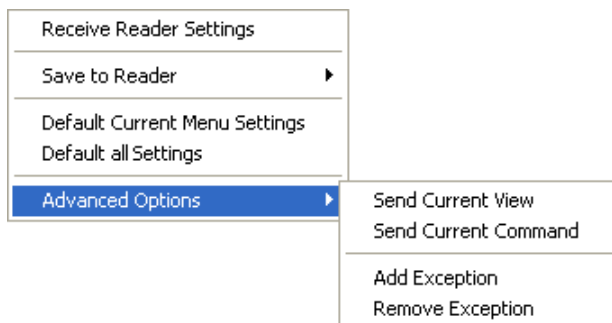 Receive Reader Settings
Save to Reader
Default Current Menu Settings
Default all Settings
Advanced Options
Send Current View
Send Current Command
Add Exception
Remove Exception